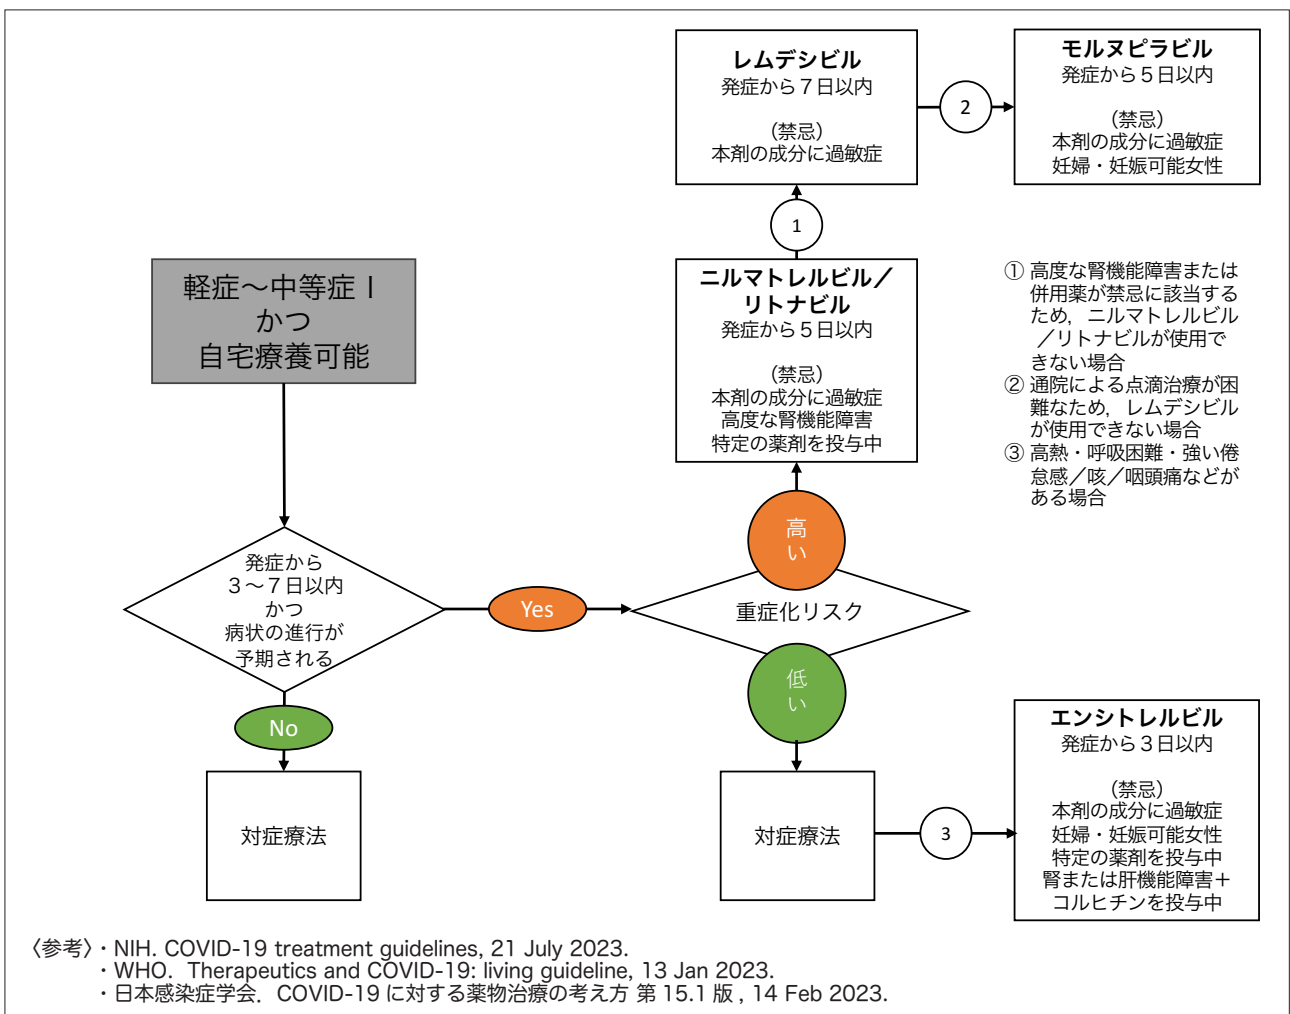 レムデシビル
発症から７日以内
（禁忌）
本剤の成分に過敏症
2
モルヌピラビル
発症から５日以内
（禁忌）
本剤の成分に過敏症
妊婦・妊娠可能女性
1
軽症～中等症Ⅰ
かつ
自宅療養可能
ニルマトレルビル／
リトナビル
発症から５日以内
（禁忌）
本剤の成分に過敏症
高度な腎機能障害
特定の薬剤を投与中
① 高度な腎機能障害または
併用薬が禁忌に該当する
ため，ニルマトレルビル
／リトナビルが使用で
きない場合
② 通院による点滴治療が困
難なため，レムデシビル
が使用できない場合
③ 高熱・呼吸困難・強い倦
怠感／咳／咽頭痛などが
ある場合
発症から
３～７日以内
かつ
病状の進行が
予期される
Yes
高
い
重症化リスク
低
い
No
対症療法
対症療法
3
エンシトレルビル
発症から３日以内
（禁忌）
本剤の成分に過敏症
妊婦・妊娠可能女性
特定の薬剤を投与中
腎または肝機能障害＋
コルヒチンを投与中
〈参考〉・NIH. COVID-19 treatment guidelines, 21 July 2023.
・WHO. Therapeutics and COVID-19: living guideline, 13 Jan 2023.
・日本感染症学会．COVID-19 に対する薬物治療の考え方 第 15.1 版 , 14 Feb 2023.